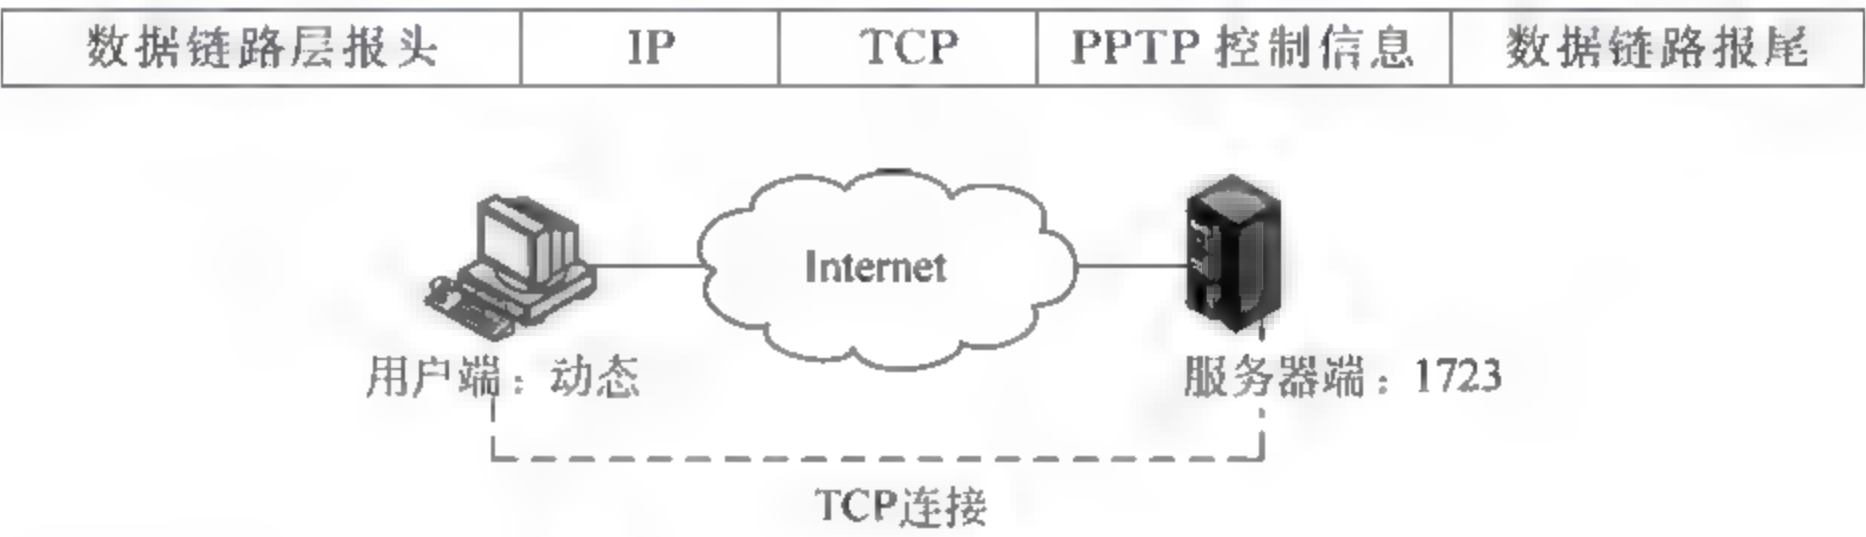 数据链路层报头 IP TCP PPTP 控制信息 数据链路报尾
Internet
用户端：动态 服务器端：1723
TCP连接